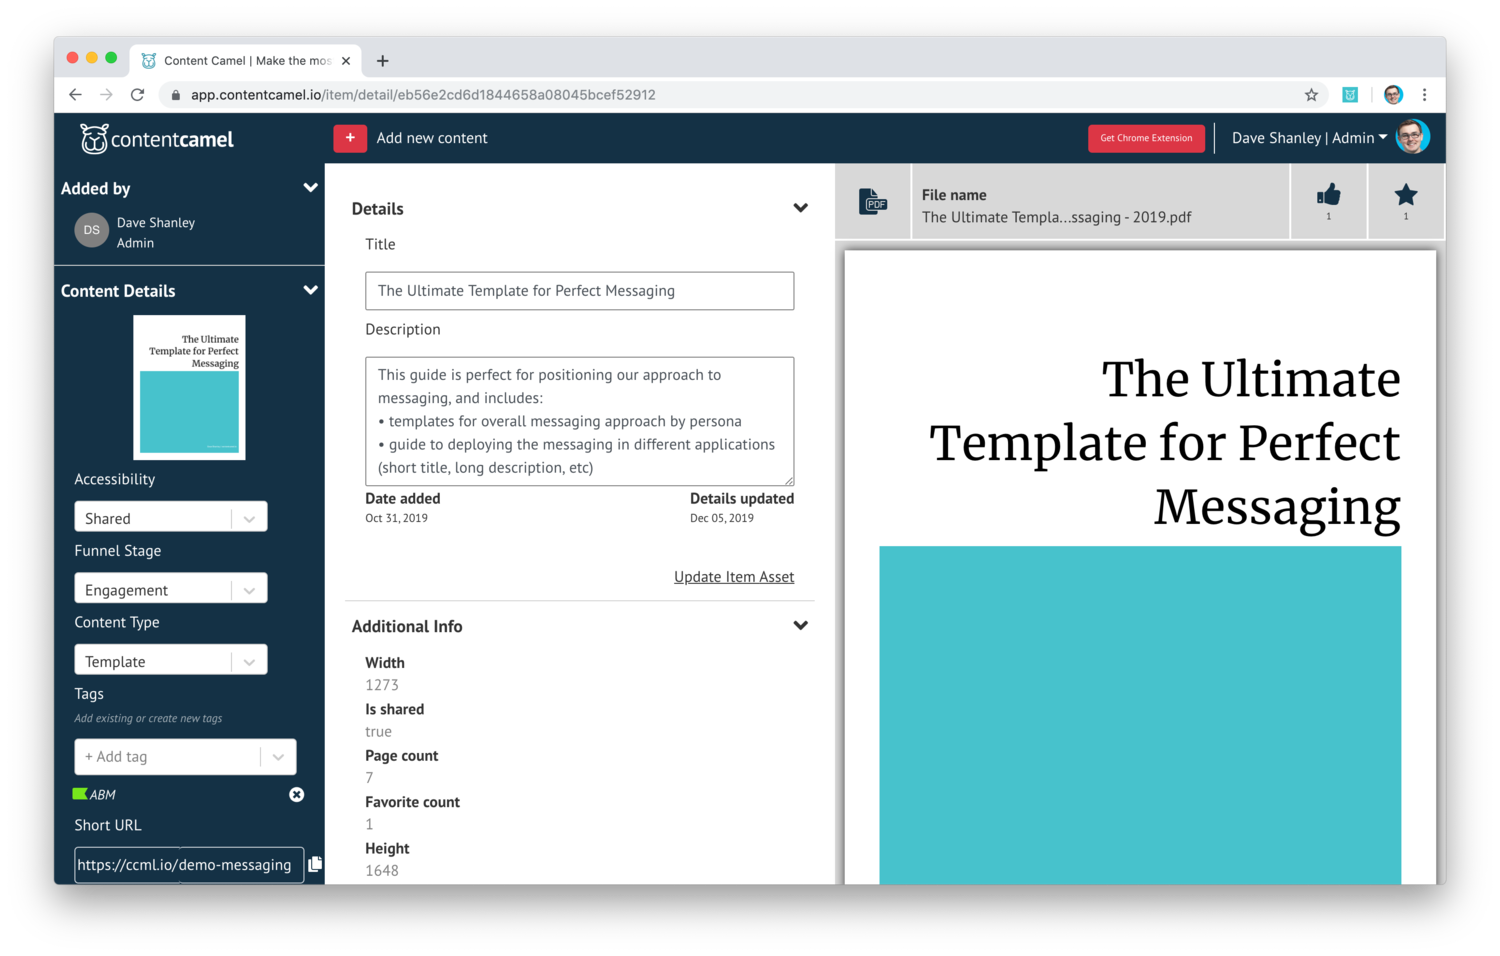 Content Camel | Make the mos
app.contentcamel.io/item/detail/eb56e2cd6d1844658a08045bcef52912
contentcamel
+ Add new content
Get Chrome Extension
Dave Shanley | Admin
Added by
DS
Dave Shanley
Admin
Content Details
The Ultimate
Template for Perfect
Messaging
Accessibility
Shared
Funnel Stage
Engagement
Content Type
Template
Tags
Add existing or create new tags
+ Add tag
ABM
Short URL
https://ccml.io/demo-messaging
Details
Title
The Ultimate Template for Perfect Messaging
Description
This guide is perfect for positioning our approach to
messaging, and includes:
• templates for overall messaging approach by persona
• guide to deploying the messaging in different applications
(short title, long description, etc)
Date added
Oct 31, 2019
Details updated
Dec 05, 2019
Update Item Asset
Additional Info
Width
1273
Is shared
true
Page count
7
Favorite count
1
Height
1648
PDF
File name
The Ultimate Templa...ssaging - 2019.pdf
1
1
The Ultimate
Template for Perfect
Messaging